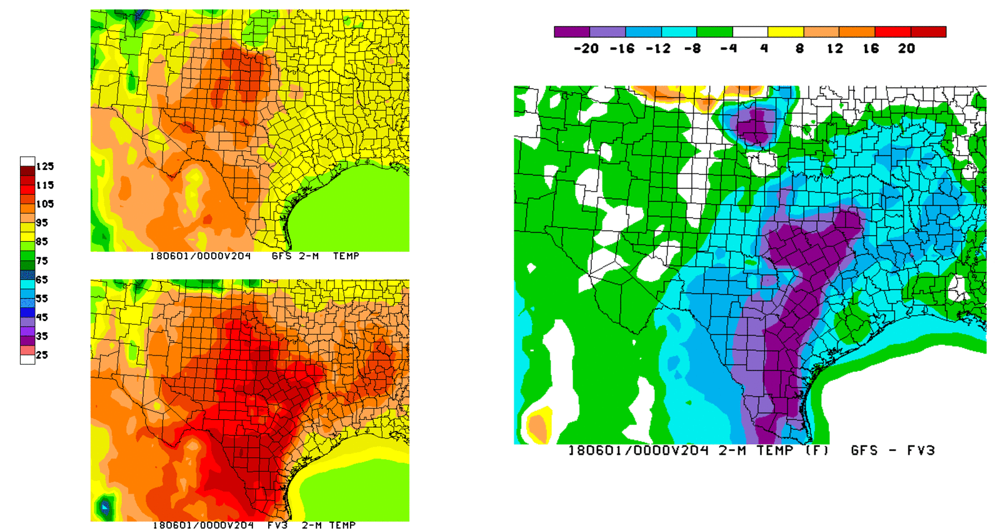 125
115
105
95
85
75
65
55
45
35
25
180601/0000V204 GFS 2-M TEMP
180601/0000V204 FV3 2-M TEMP
-20 -16 -12 -8 -4 4 8 12 16 20
180601/0000V204 2-M TEMP (F) GFS - FV3